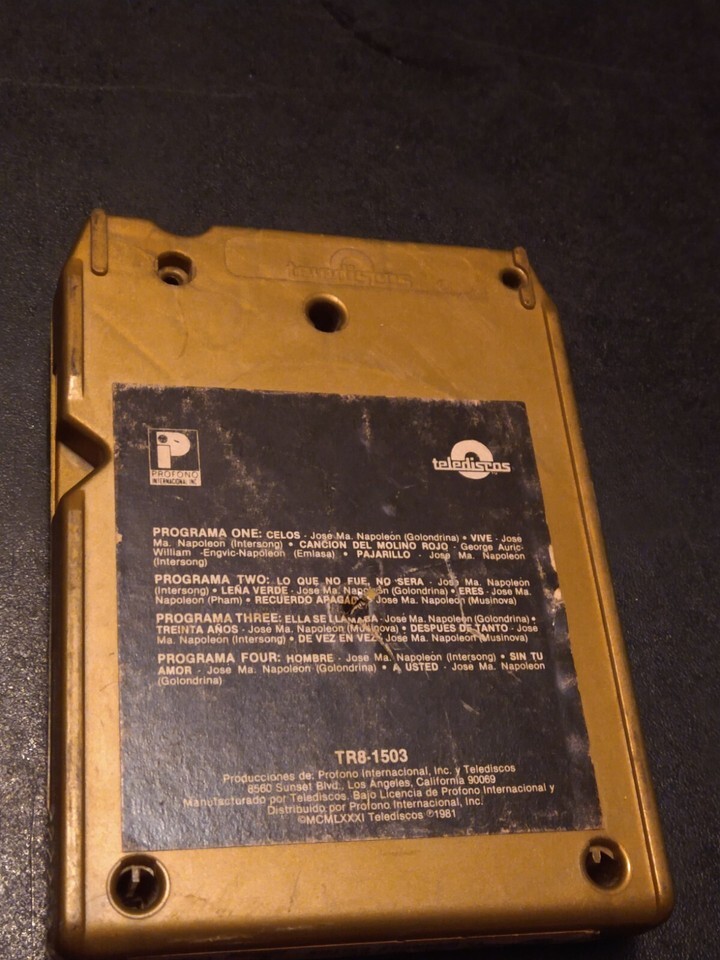 telediscos
iP
PROFONO
INTERNACIONAL INC.
telediscos
PROGRAMA ONE: CELOS - Jose Ma. Napoleon (Golondrina) • VIVE - Jose
Ma. Napoleon (Intersong) • CANCION DEL MOLINO ROJO - George Auric-
William -Engvic-Napoleon (Emlasa) • PAJARILLO - Jose Ma. Napoleon
(Intersong)
PROGRAMA TWO: LO QUE NO FUE, NO SERA - Jose Ma. Napoleon
(Intersong) • LEÑA VERDE - Jose Ma. Napoleon (Golondrina) • ERES - Jose Ma.
Napoleon (Pham) • RECUERDO APAGADO - Jose Ma. Napoleon (Musinova)
PROGRAMA THREE: ELLA SE LLAMABA - Jose Ma. Napoleon (Golondrina) •
TREINTA AÑOS - Jose Ma. Napoleon (Musinova) • DESPUES DE TANTO - Jose
Ma. Napoleon (Intersong) • DE VEZ EN VEZ - Jose Ma. Napoleon (Musinova)
PROGRAMA FOUR: HOMBRE - Jose Ma. Napoleon (Intersong) • SIN TU
AMOR - Jose Ma. Napoleon (Golondrina) • A USTED - Jose Ma. Napoleon
(Golondrina)
TR8-1503
Producciones de: Profono Internacional, Inc. y Telediscos
8560 Sunset Blvd., Los Angeles, California 90069
Manufacturado por Telediscos, Bajo Licencia de Profono Internacional y
Distribuido por Profono Internacional, Inc.
©MCMLXXXI Telediscos ℗1981